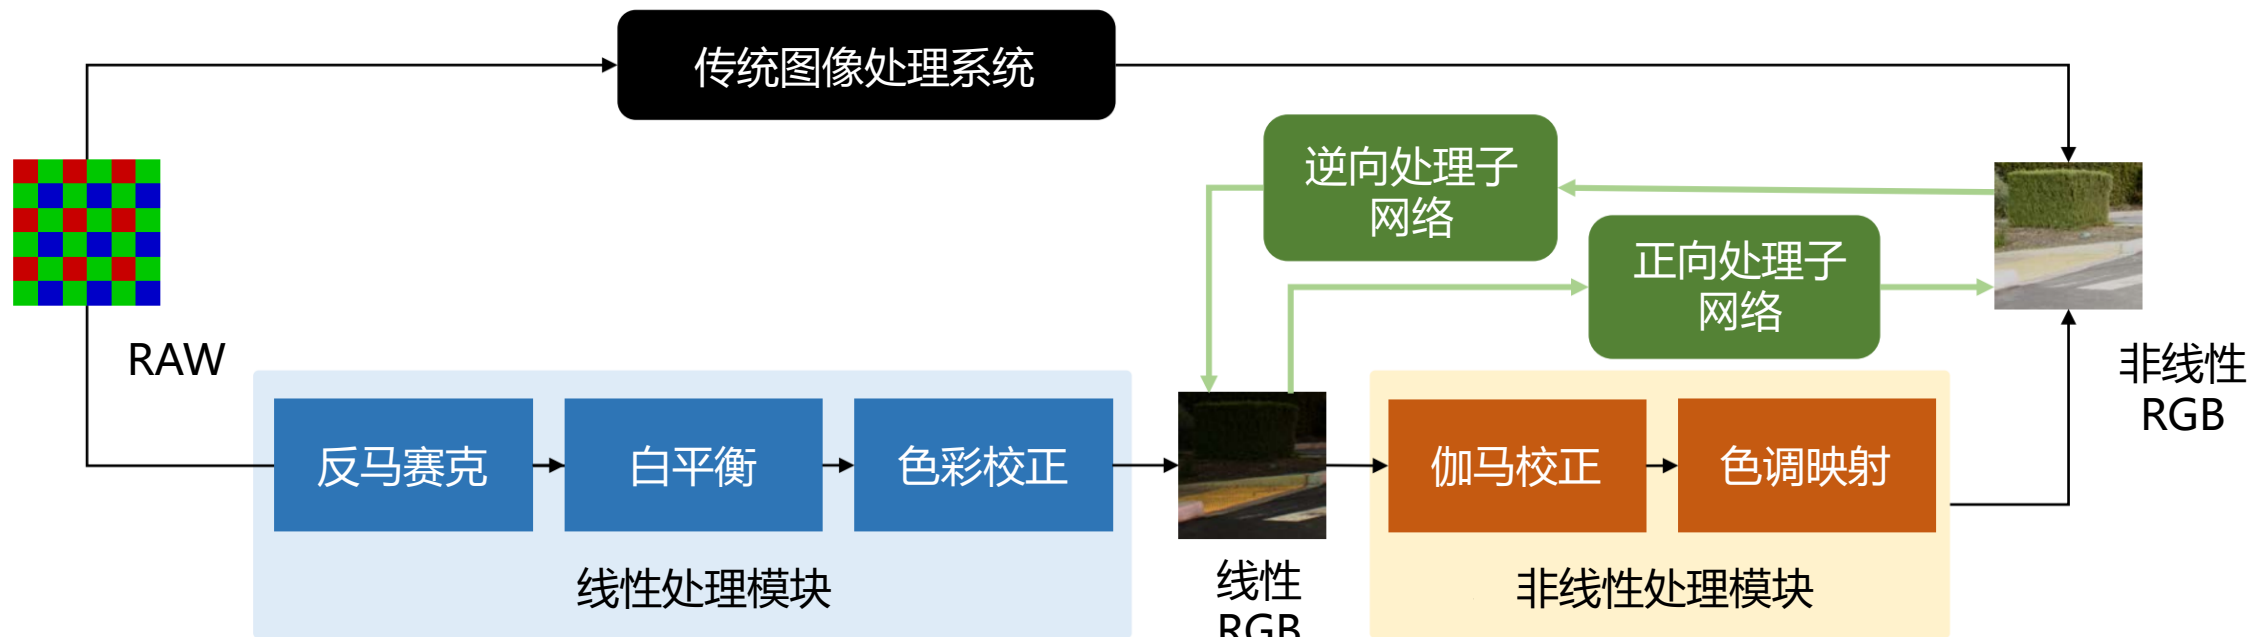 传统图像处理系统
逆向处理子
网络
正向处理子
网络
RAW
非线性
RGB
反马赛克
白平衡
色彩校正
伽马校正
色调映射
线性处理模块
线性
RGB
非线性处理模块